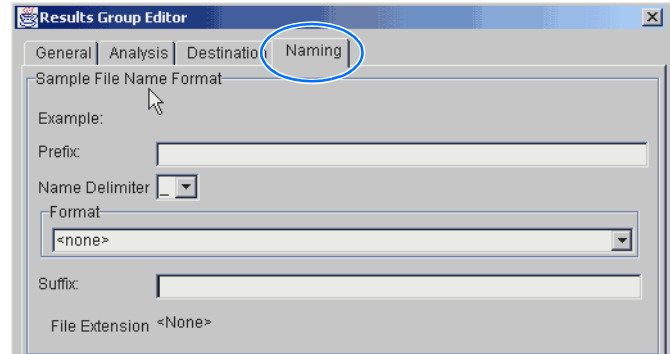 Results Group Editor
General Analysis Destination Naming
Sample File Name Format
Example:
Prefix:
Name Delimiter _
Format
<none>
Suffix:
File Extension <None>